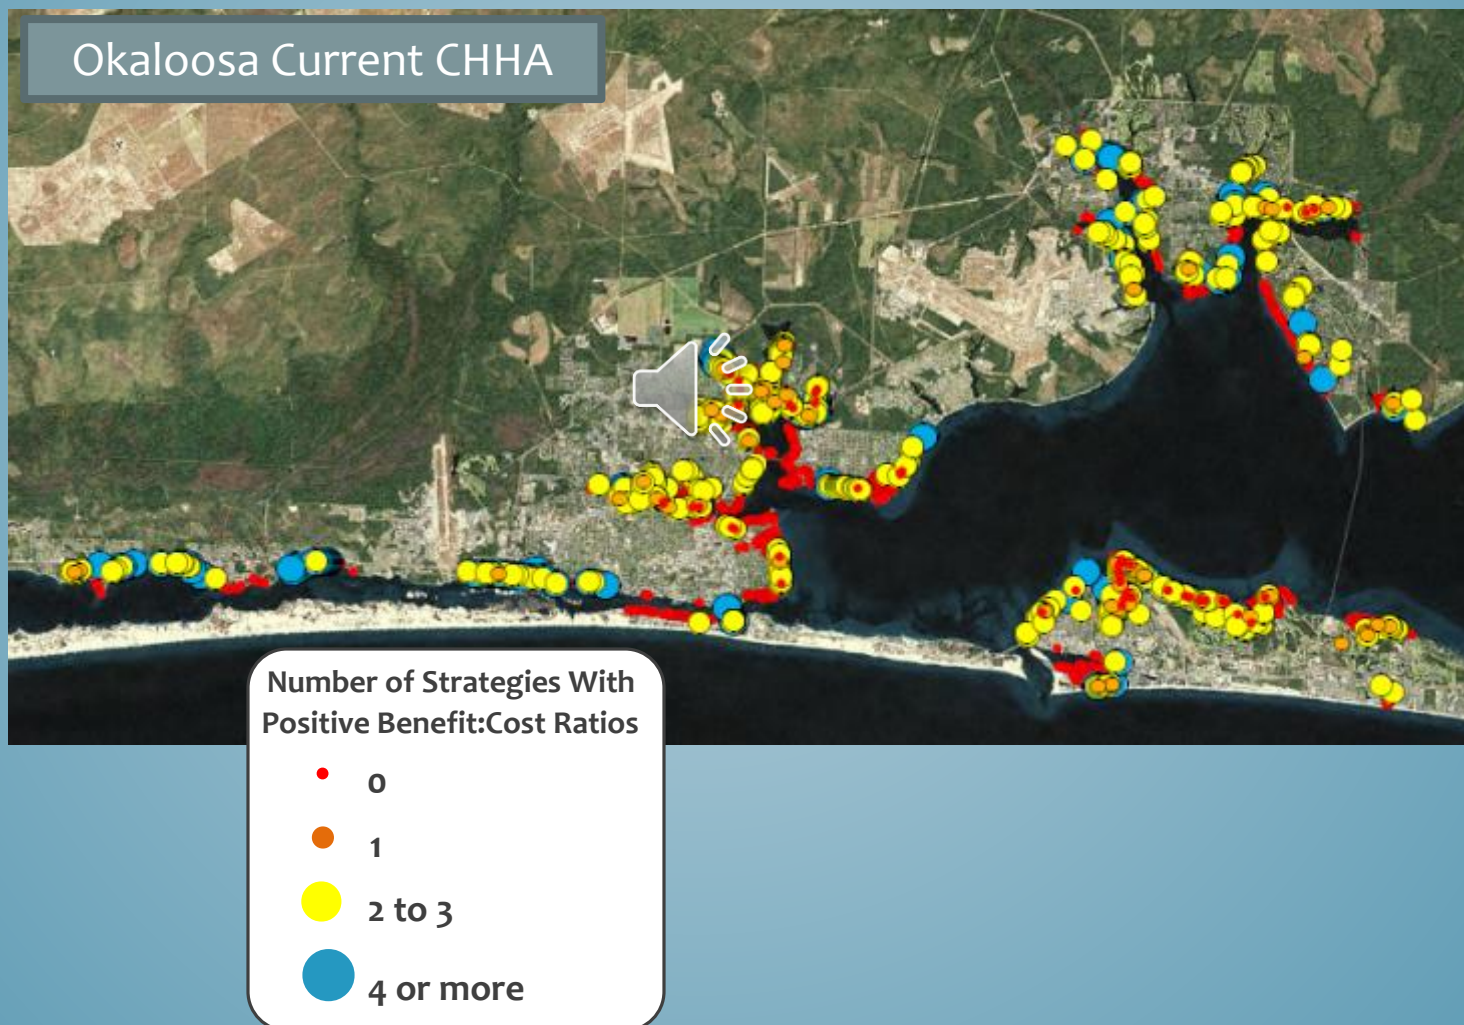 Okaloosa Current CHHA
Number of Strategies With
Positive Benefit:Cost Ratios
0
1
2 to 3
4 or more